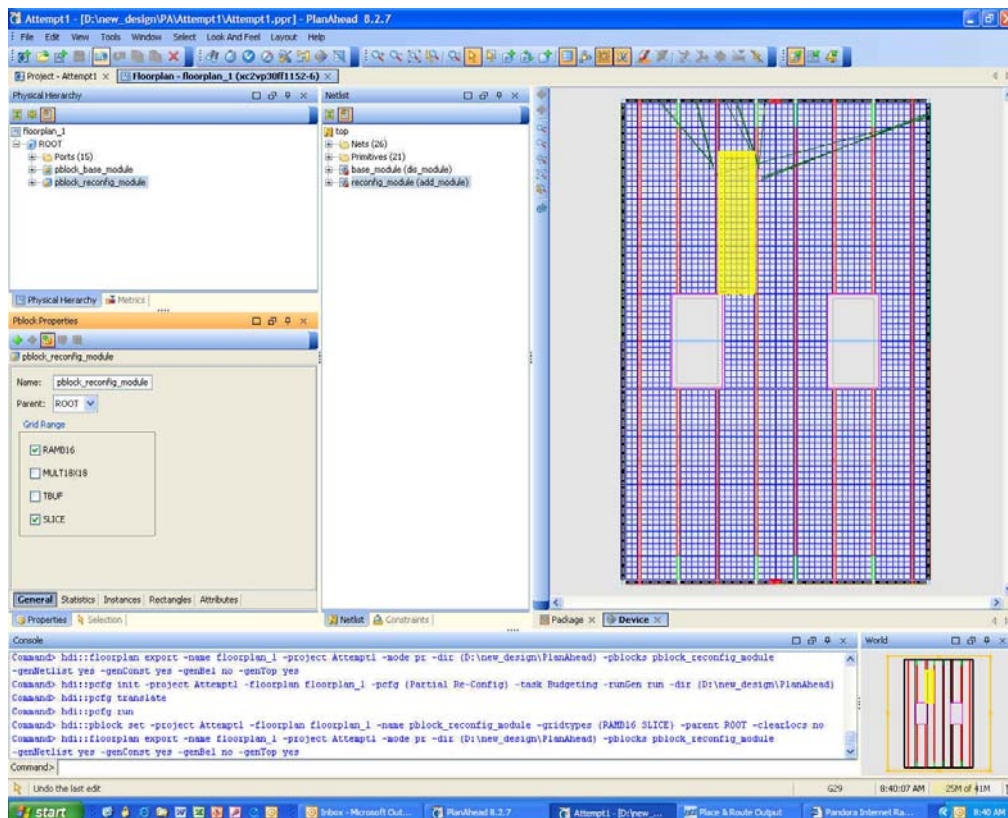 Attempt1 - [D:\new_design\PA\Attempt1\Attempt1.ppr] - PlanAhead 8.2.7
File Edit View Tools Window Select Look And Feel Layout Help
Project - Attempt1 × Floorplan - floorplan_1 (xc2vp30ff1152-6) ×
Physical Hierarchy
floorplan_1
ROOT
Ports (15)
pblock_base_module
pblock_reconfig_module
Physical Hierarchy Metrics
Netlist
top
Nets (26)
Primitives (21)
base_module (dis_module)
reconfig_module (add_module)
Pblock Properties
pblock_reconfig_module
Name: pblock_reconfig_module
Parent: ROOT
Grid Range
RAMB16
MULT18X18
TBUF
SLICE
General Statistics Instances Rectangles Attributes
Properties Selection
Netlist Constraints
Package × Device ×
Console
Command> hdi::floorplan export -name floorplan_1 -project Attempt1 -mode pr -dir (D:\new_design\PlanAhead) -pblocks pblock_reconfig_module
-genNetlist yes -genConst yes -genBel no -genTop yes
Command> hdi::pcfg init -project Attempt1 -floorplan floorplan_1 -pcfg (Partial Re-Config) -task Budgeting -runGen run -dir (D:\new_design\PlanAhead)
Command> hdi::pcfg translate
Command> hdi::pcfg run
Command> hdi::pblock set -project Attempt1 -floorplan floorplan_1 -name pblock_reconfig_module -gridtypes (RAMB16 SLICE) -parent ROOT -clearLocs no
Command> hdi::floorplan export -name floorplan_1 -project Attempt1 -mode pr -dir (D:\new_design\PlanAhead) -pblocks pblock_reconfig_module
-genNetlist yes -genConst yes -genBel no -genTop yes
Command>
World
Undo the last edit
G29 8:40:07 AM 25M of 41M
start Inbox - Microsoft Out... PlanAhead 8.2.7 Attempt1 - [D:\new_... Place & Route Output Pandora Internet Ra... 8:40 AM